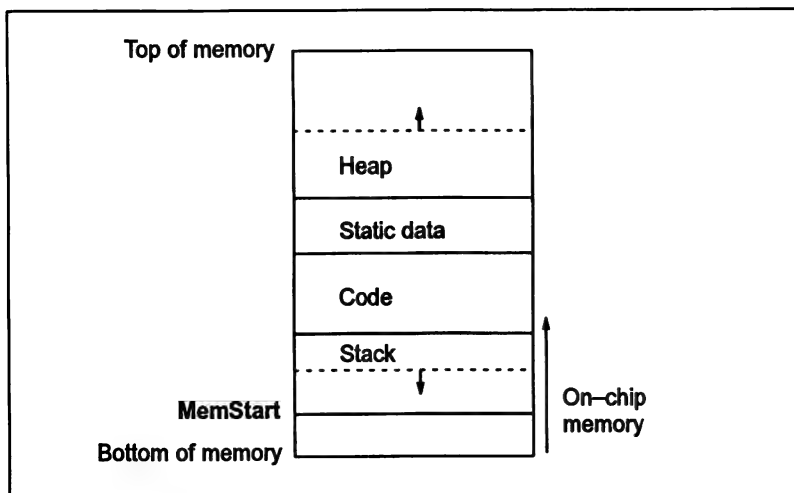 Top of memory
Heap
Static data
Code
Stack
MemStart
On–chip
memory
Bottom of memory